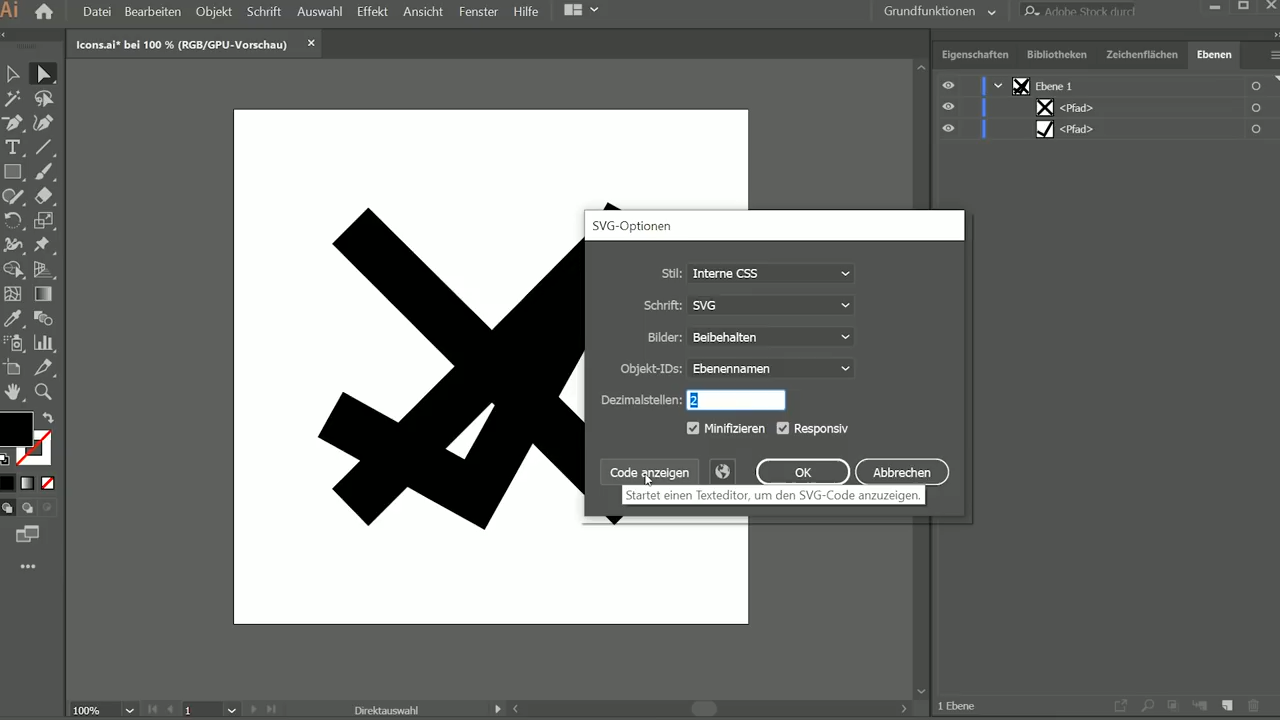 Ai Datei Bearbeiten Objekt Schrift Auswahl Effekt Ansicht Fenster Hilfe Grundfunktionen Adobe Stock durch
Icons.ai* bei 100 % (RGB/GPU-Vorschau)
Eigenschaften Bibliotheken Zeichenflächen Ebenen
Ebene 1
<Pfad>
<Pfad>
SVG-Optionen
Stil: Interne CSS
Schrift: SVG
Bilder: Beibehalten
Objekt-IDs: Ebenennamen
Dezimalstellen: 2
Minifizieren Responsiv
Code anzeigen OK Abbrechen
Startet einen Texteditor, um den SVG-Code anzuzeigen.
100% 1 Direktauswahl 1 Ebene